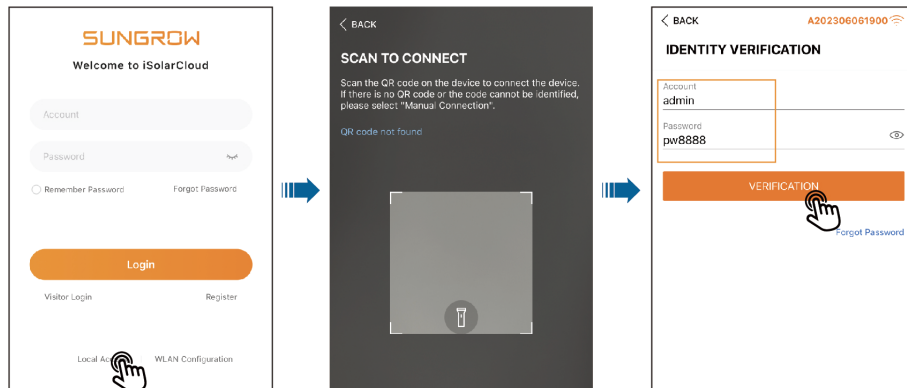 SUNGROW
Welcome to iSolarCloud
Account
Password
Remember Password
Forgot Password
Login
Visitor Login
Register
Local
WLAN Configuration
BACK
SCAN TO CONNECT
Scan the QR code on the device to connect the device.
If there is no QR code or the code cannot be identified,
please select "Manual Connection".
QR code not found
BACK
A202306061900
IDENTITY VERIFICATION
Account
admin
Password
pw8888
VERIFICATION
Forgot Password